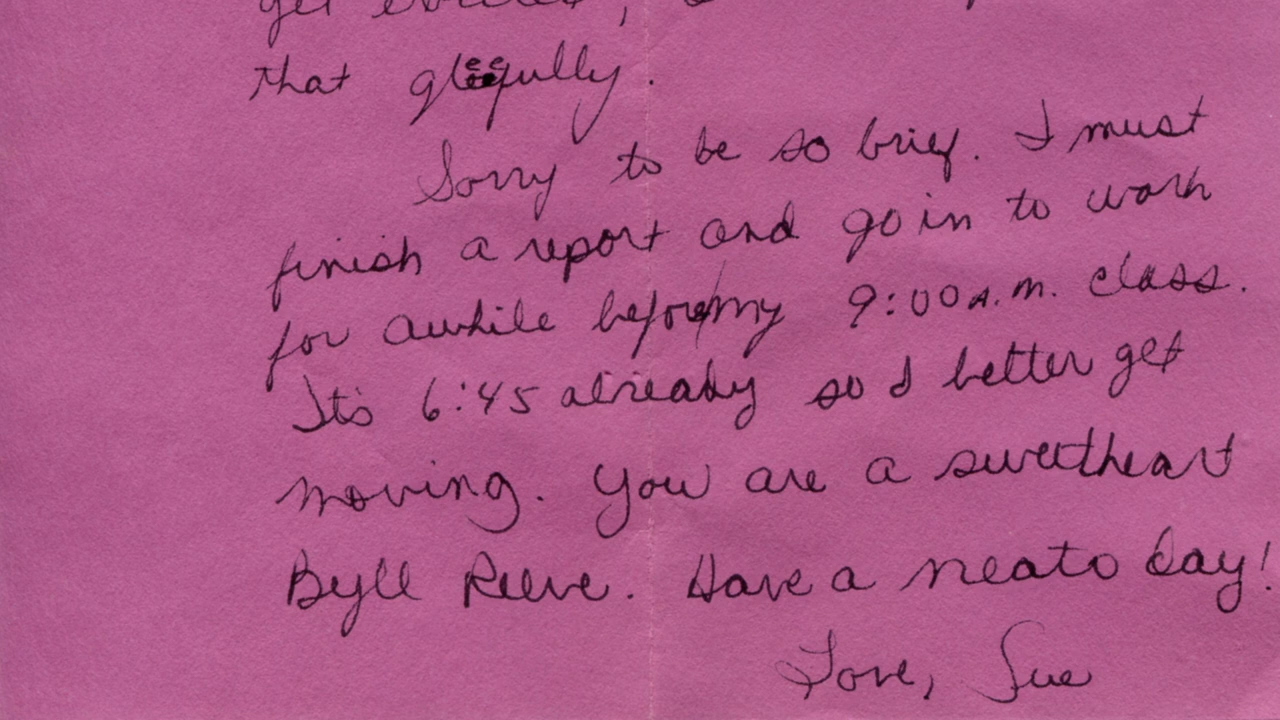 get
that gleefully.
Sorry to be so brief. I must
finish a report and go in to work
for awhile before my 9:00 A.M. class.
It's 6:45 already so I better get
moving. You are a sweetheart
Byll Reeve. Have a neato day!
Love, Sue